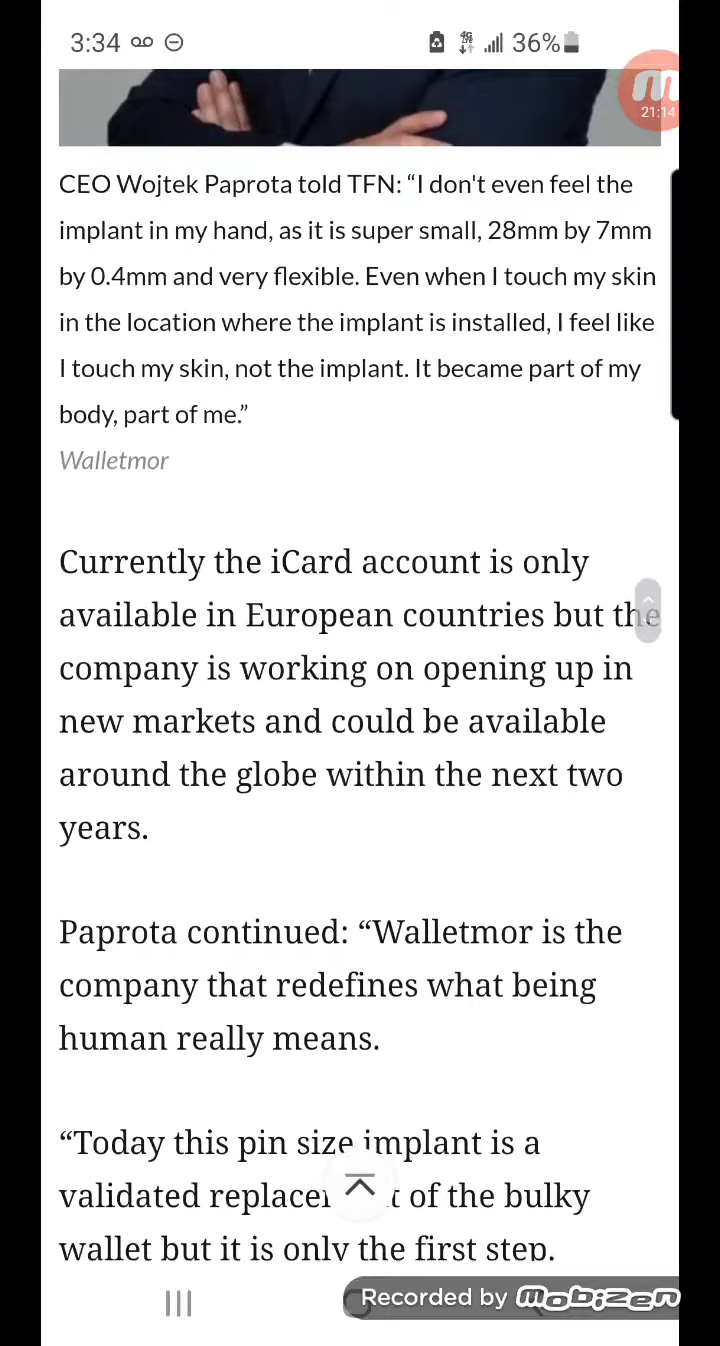 3:34 36%
21:14
CEO Wojtek Paprota told TFN: “I don't even feel the
implant in my hand, as it is super small, 28mm by 7mm
by 0.4mm and very flexible. Even when I touch my skin
in the location where the implant is installed, I feel like
I touch my skin, not the implant. It became part of my
body, part of me.”
Walletmor
Currently the iCard account is only
available in European countries but the
company is working on opening up in
new markets and could be available
around the globe within the next two
years.
Paprota continued: “Walletmor is the
company that redefines what being
human really means.
“Today this pin size implant is a
validated of the bulky
wallet but it is only the first step.
Recorded by mobizen